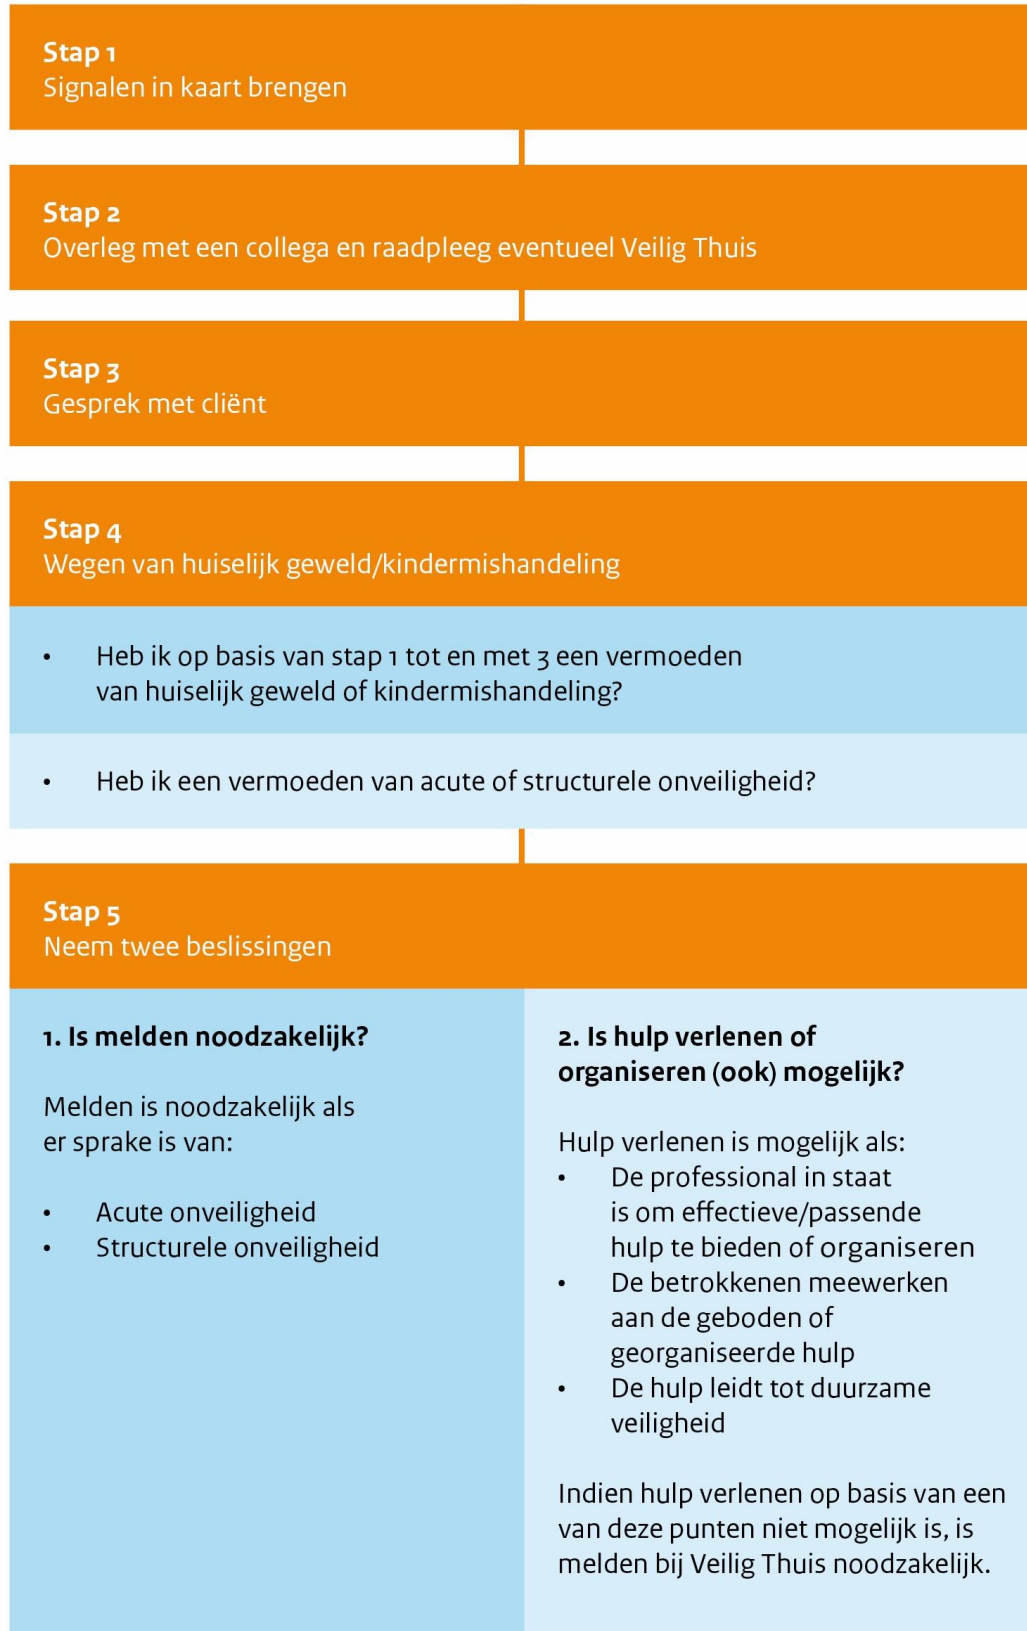 Stap 1
Signalen in kaart brengen
Stap 2
Overleg met een collega en raadpleeg eventueel Veilig Thuis
Stap 3
Gesprek met cliënt
Stap 4
Wegen van huiselijk geweld/kindermishandeling
• Heb ik op basis van stap 1 tot en met 3 een vermoeden
van huiselijk geweld of kindermishandeling?
• Heb ik een vermoeden van acute of structurele onveiligheid?
Stap 5
Neem twee beslissingen
1. Is melden noodzakelijk?
Melden is noodzakelijk als
er sprake is van:
• Acute onveiligheid
• Structurele onveiligheid
2. Is hulp verlenen of
organiseren (ook) mogelijk?
Hulp verlenen is mogelijk als:
• De professional in staat
is om effectieve/passende
hulp te bieden of organiseren
• De betrokkenen meewerken
aan de geboden of
georganiseerde hulp
• De hulp leidt tot duurzame
veiligheid
Indien hulp verlenen op basis van een
van deze punten niet mogelijk is, is
melden bij Veilig Thuis noodzakelijk.